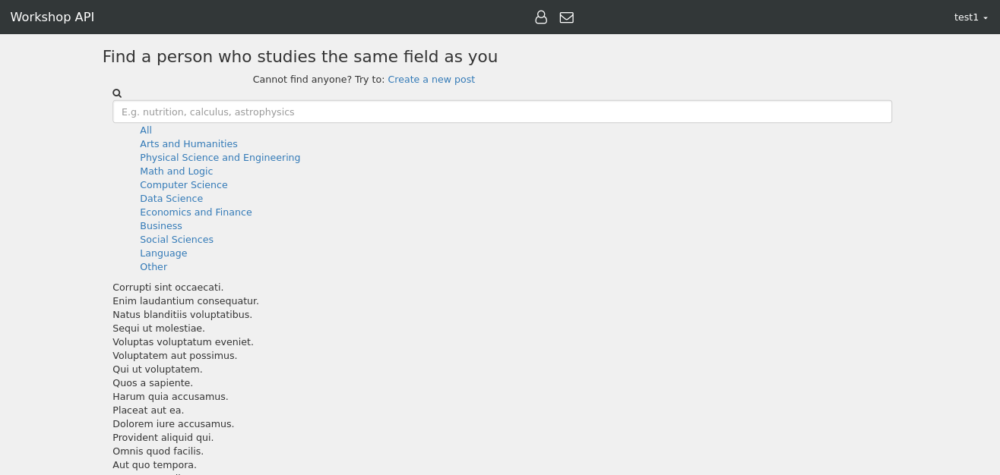 Workshop API
test1
Find a person who studies the same field as you
Cannot find anyone? Try to: Create a new post
E.g. nutrition, calculus, astrophysics
All
Arts and Humanities
Physical Science and Engineering
Math and Logic
Computer Science
Data Science
Economics and Finance
Business
Social Sciences
Language
Other
Corrupti sint occaecati.
Enim laudantium consequatur.
Natus blanditiis voluptatibus.
Sequi ut molestiae.
Voluptas voluptatum eveniet.
Voluptatem aut possimus.
Qui ut voluptatem.
Quos a sapiente.
Harum quia accusamus.
Placeat aut ea.
Dolorem iure accusamus.
Provident aliquid qui.
Omnis quod facilis.
Aut quo tempora.